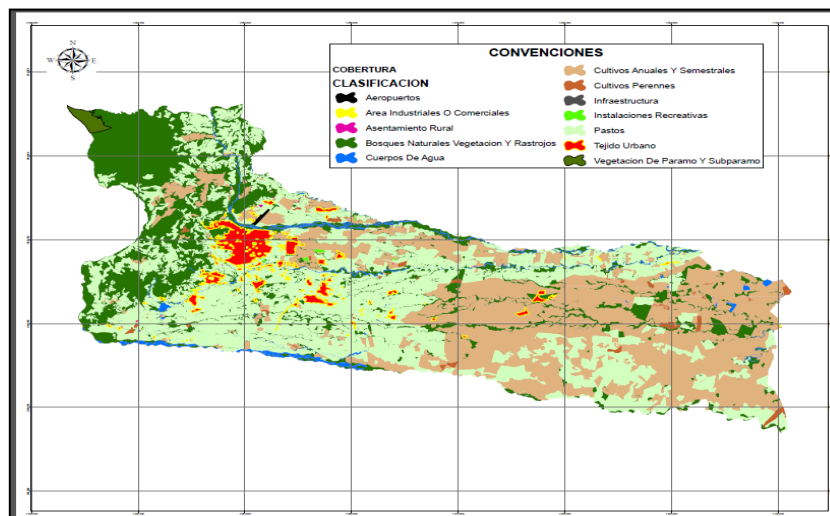 N
W E
S
CONVENCIONES
COBERTURA
CLASIFICACION
Aeropuertos
Area Industriales O Comerciales
Asentamiento Rural
Bosques Naturales Vegetacion Y Rastrojos
Cuerpos De Agua
Cultivos Anuales Y Semestrales
Cultivos Perennes
Infraestructura
Instalaciones Recreativas
Pastos
Tejido Urbano
Vegetacion De Paramo Y Subparamo